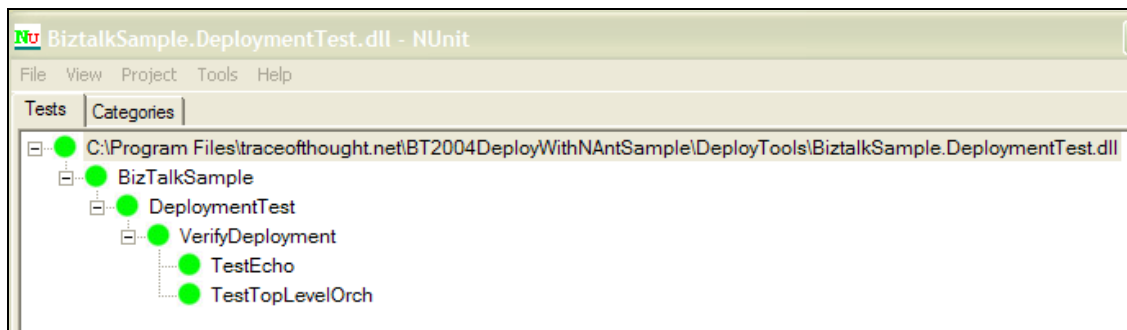 NU BiztalkSample.DeploymentTest.dll - NUnit
File View Project Tools Help
Tests Categories
C:\Program Files\traceofthought.net\BT2004DeployWithNAntSample\DeployTools\BiztalkSample.DeploymentTest.dll
BizTalkSample
DeploymentTest
VerifyDeployment
TestEcho
TestTopLevelOrch